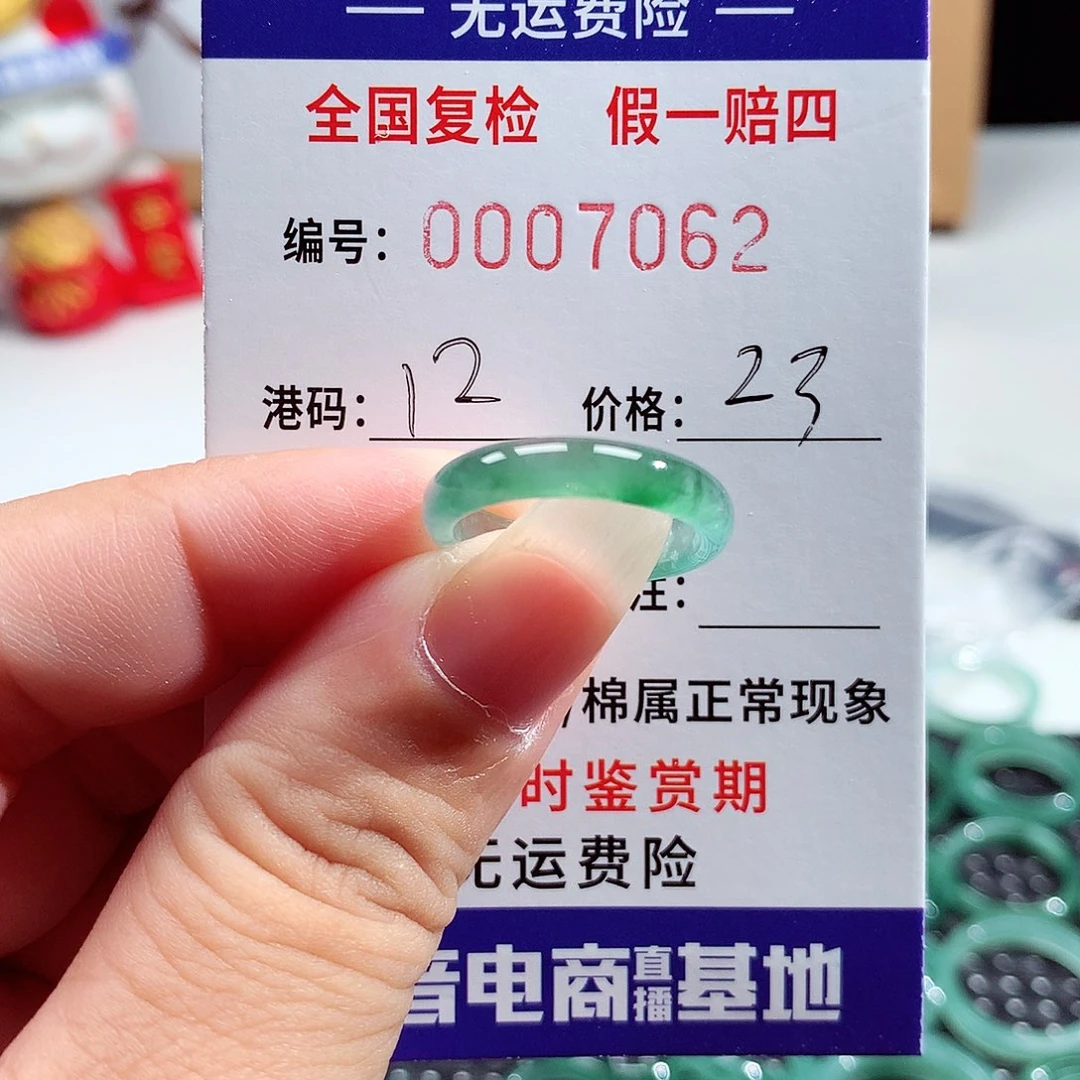 — 无运费险 —
全国复检 假一赔四
编号：0007062
港码：12 价格：23
注：
棉属正常现象
时鉴赏期
无运费险
音电商直播基地